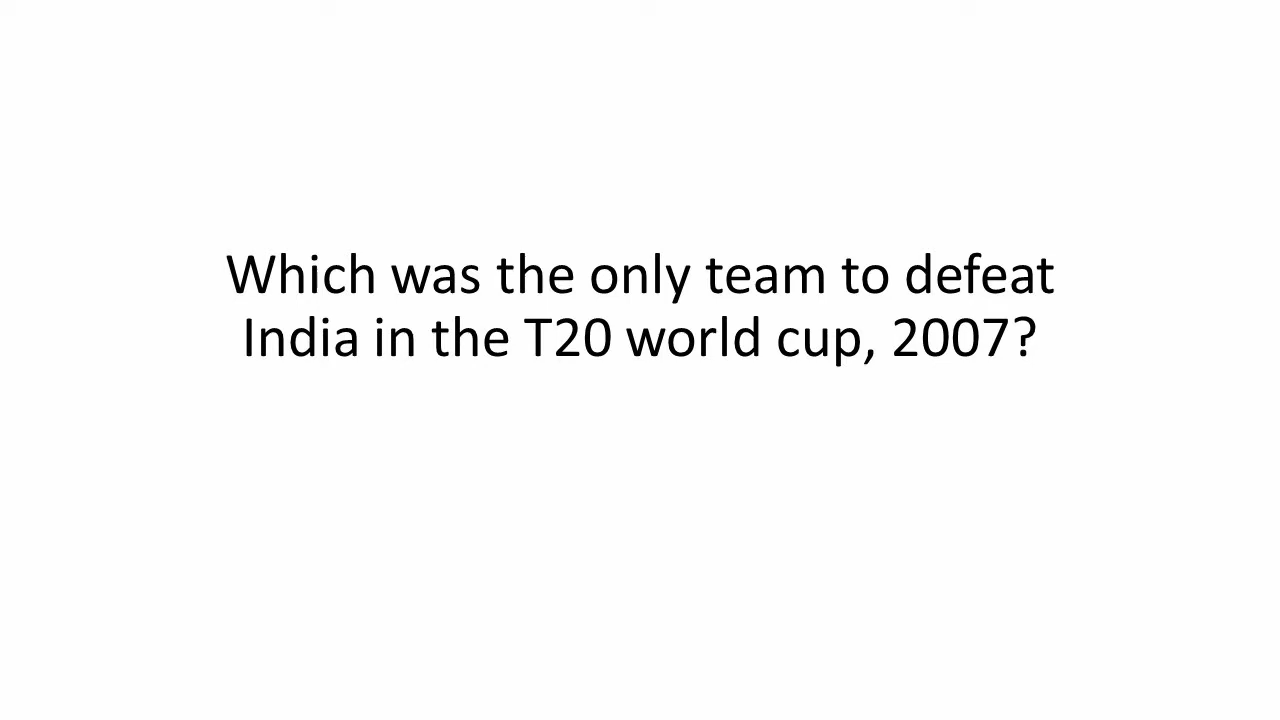 Which was the only team to defeat
India in the T20 world cup, 2007?